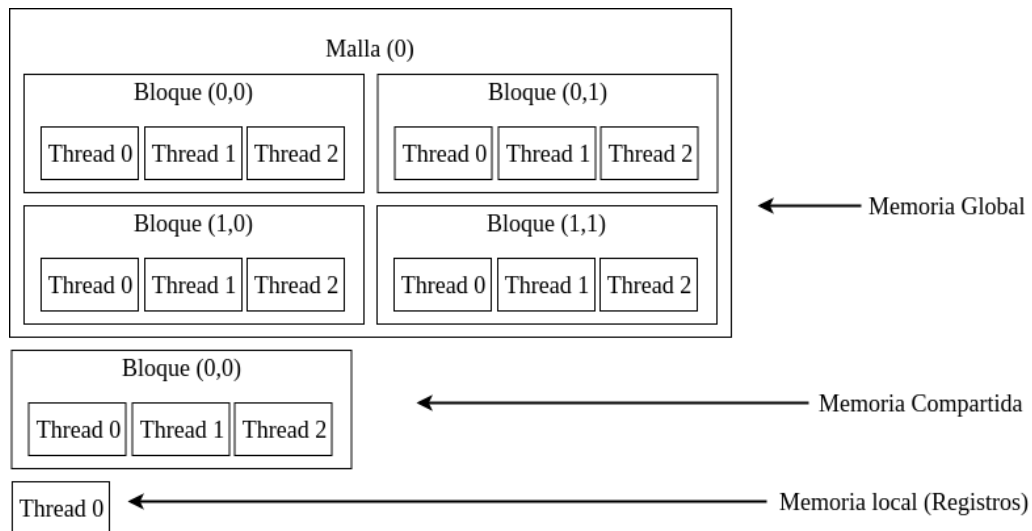 Malla (0)
Bloque (0,0)
Bloque (0,1)
Thread 0 Thread 1 Thread 2
Thread 0 Thread 1 Thread 2
Memoria Global
Bloque (1,0)
Bloque (1,1)
Thread 0 Thread 1 Thread 2
Thread 0 Thread 1 Thread 2
Bloque (0,0)
Thread 0 Thread 1 Thread 2
Memoria Compartida
Thread 0
Memoria local (Registros)